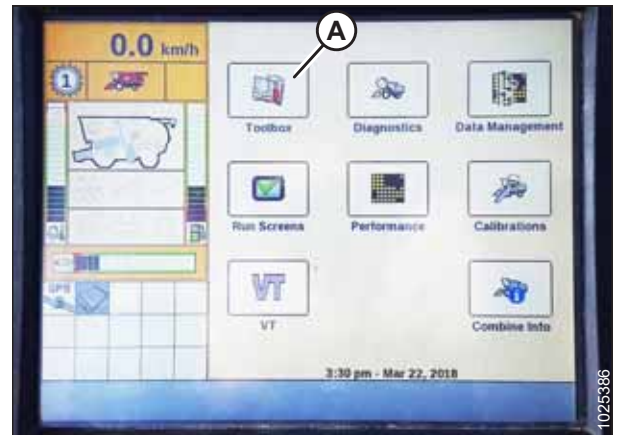 A
0.0 km/h
1
Toolbox
Diagnostics
Data Management
Run Screens
Performance
Calibrations
GPS
VT
VT
Combine Info
3:30 pm - Mar 22, 2018
1025386